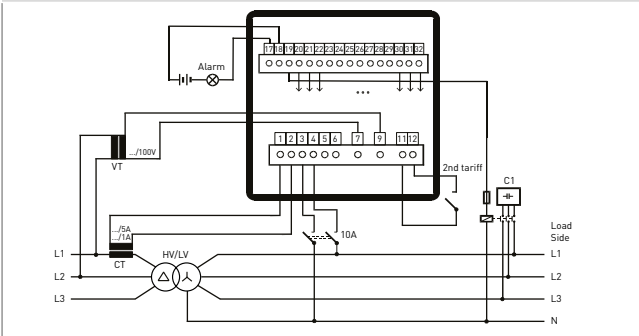 17 18 19 20 21 22 23 24 25 26 27 28 29 30 31 32
Alarm
...
1 2 3 4 5 6 7 9 11 12
.../100V
VT
2nd tariff
C1
.../5A
.../1A
10A
Load
Side
L1 CT HV/LV L1
L2 L2
L3 L3
N